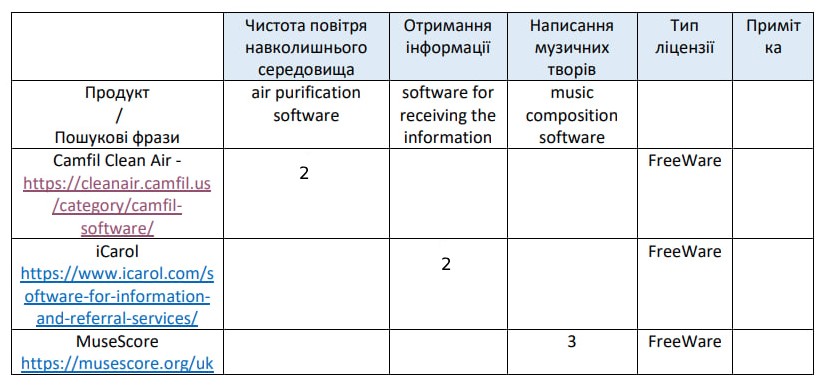 Чистота повітря
навколишнього
середовища
Отримання
інформації
Написання
музичних
творів
Тип
ліцензії
Приміт
ка
Продукт
/
Пошукові фрази
air purification
software
software for
receiving the
information
music
composition
software
Camfil Clean Air -
https://cleanair.camfil.us
/category/camfil-
software/
2
FreeWare
iCarol
https://www.icarol.com/s
oftware-for-information-
and-referral-services/
2
FreeWare
MuseScore
https://musescore.org/uk
3
FreeWare